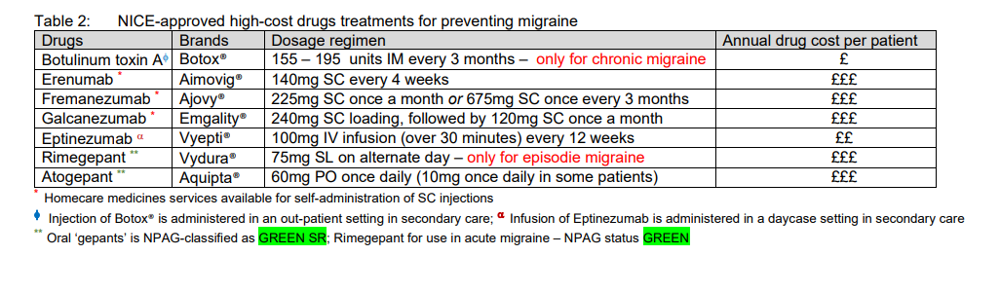 Table 2: NICE-approved high-cost drugs treatments for preventing migraine
Drugs Brands Dosage regimen Annual drug cost per patient
Botulinum toxin Aᶲ Botox® 155 – 195 units IM every 3 months – only for chronic migraine £
Erenumab * Aimovig® 140mg SC every 4 weeks £££
Fremanezumab * Ajovy® 225mg SC once a month or 675mg SC once every 3 months £££
Galcanezumab * Emgality® 240mg SC loading, followed by 120mg SC once a month £££
Eptinezumab α Vyepti® 100mg IV infusion (over 30 minutes) every 12 weeks ££
Rimegepant ** Vydura® 75mg SL on alternate day – only for episodie migraine £££
Atogepant ** Aquipta® 60mg PO once daily (10mg once daily in some patients) £££
* Homecare medicines services available for self-administration of SC injections
ᶲ Injection of Botox® is administered in an out-patient setting in secondary care; α Infusion of Eptinezumab is administered in a daycase setting in secondary care
** Oral ‘gepants’ is NPAG-classified as GREEN SR; Rimegepant for use in acute migraine – NPAG status GREEN